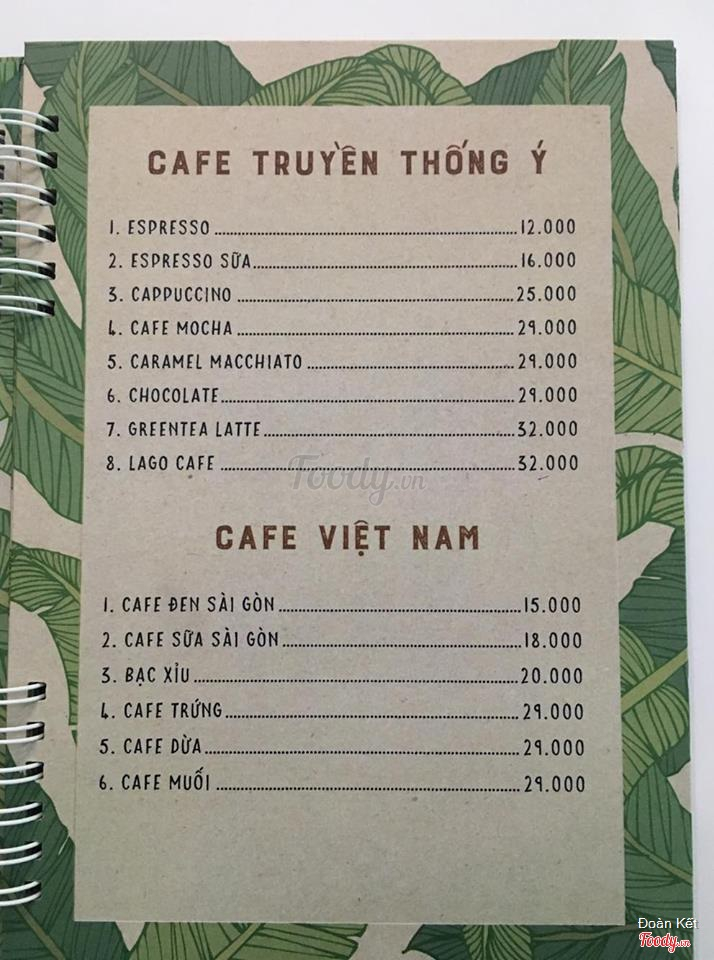 CAFE TRUYỀN THỐNG Ý
1. ESPRESSO 12.000
2. ESPRESSO SỮA 16.000
3. CAPPUCCINO 25.000
4. CAFE MOCHA 29.000
5. CARAMEL MACCHIATO 29.000
6. CHOCOLATE 29.000
7. GREENTEA LATTE 32.000
8. LAGO CAFE 32.000
Foody.vn
CAFE VIỆT NAM
1. CAFE ĐEN SÀI GÒN 15.000
2. CAFE SỮA SÀI GÒN 18.000
3. BẠC XỈU 20.000
4. CAFE TRỨNG 29.000
5. CAFE DỪA 29.000
6. CAFE MUỐI 29.000
Đoàn Kết
Foody.vn